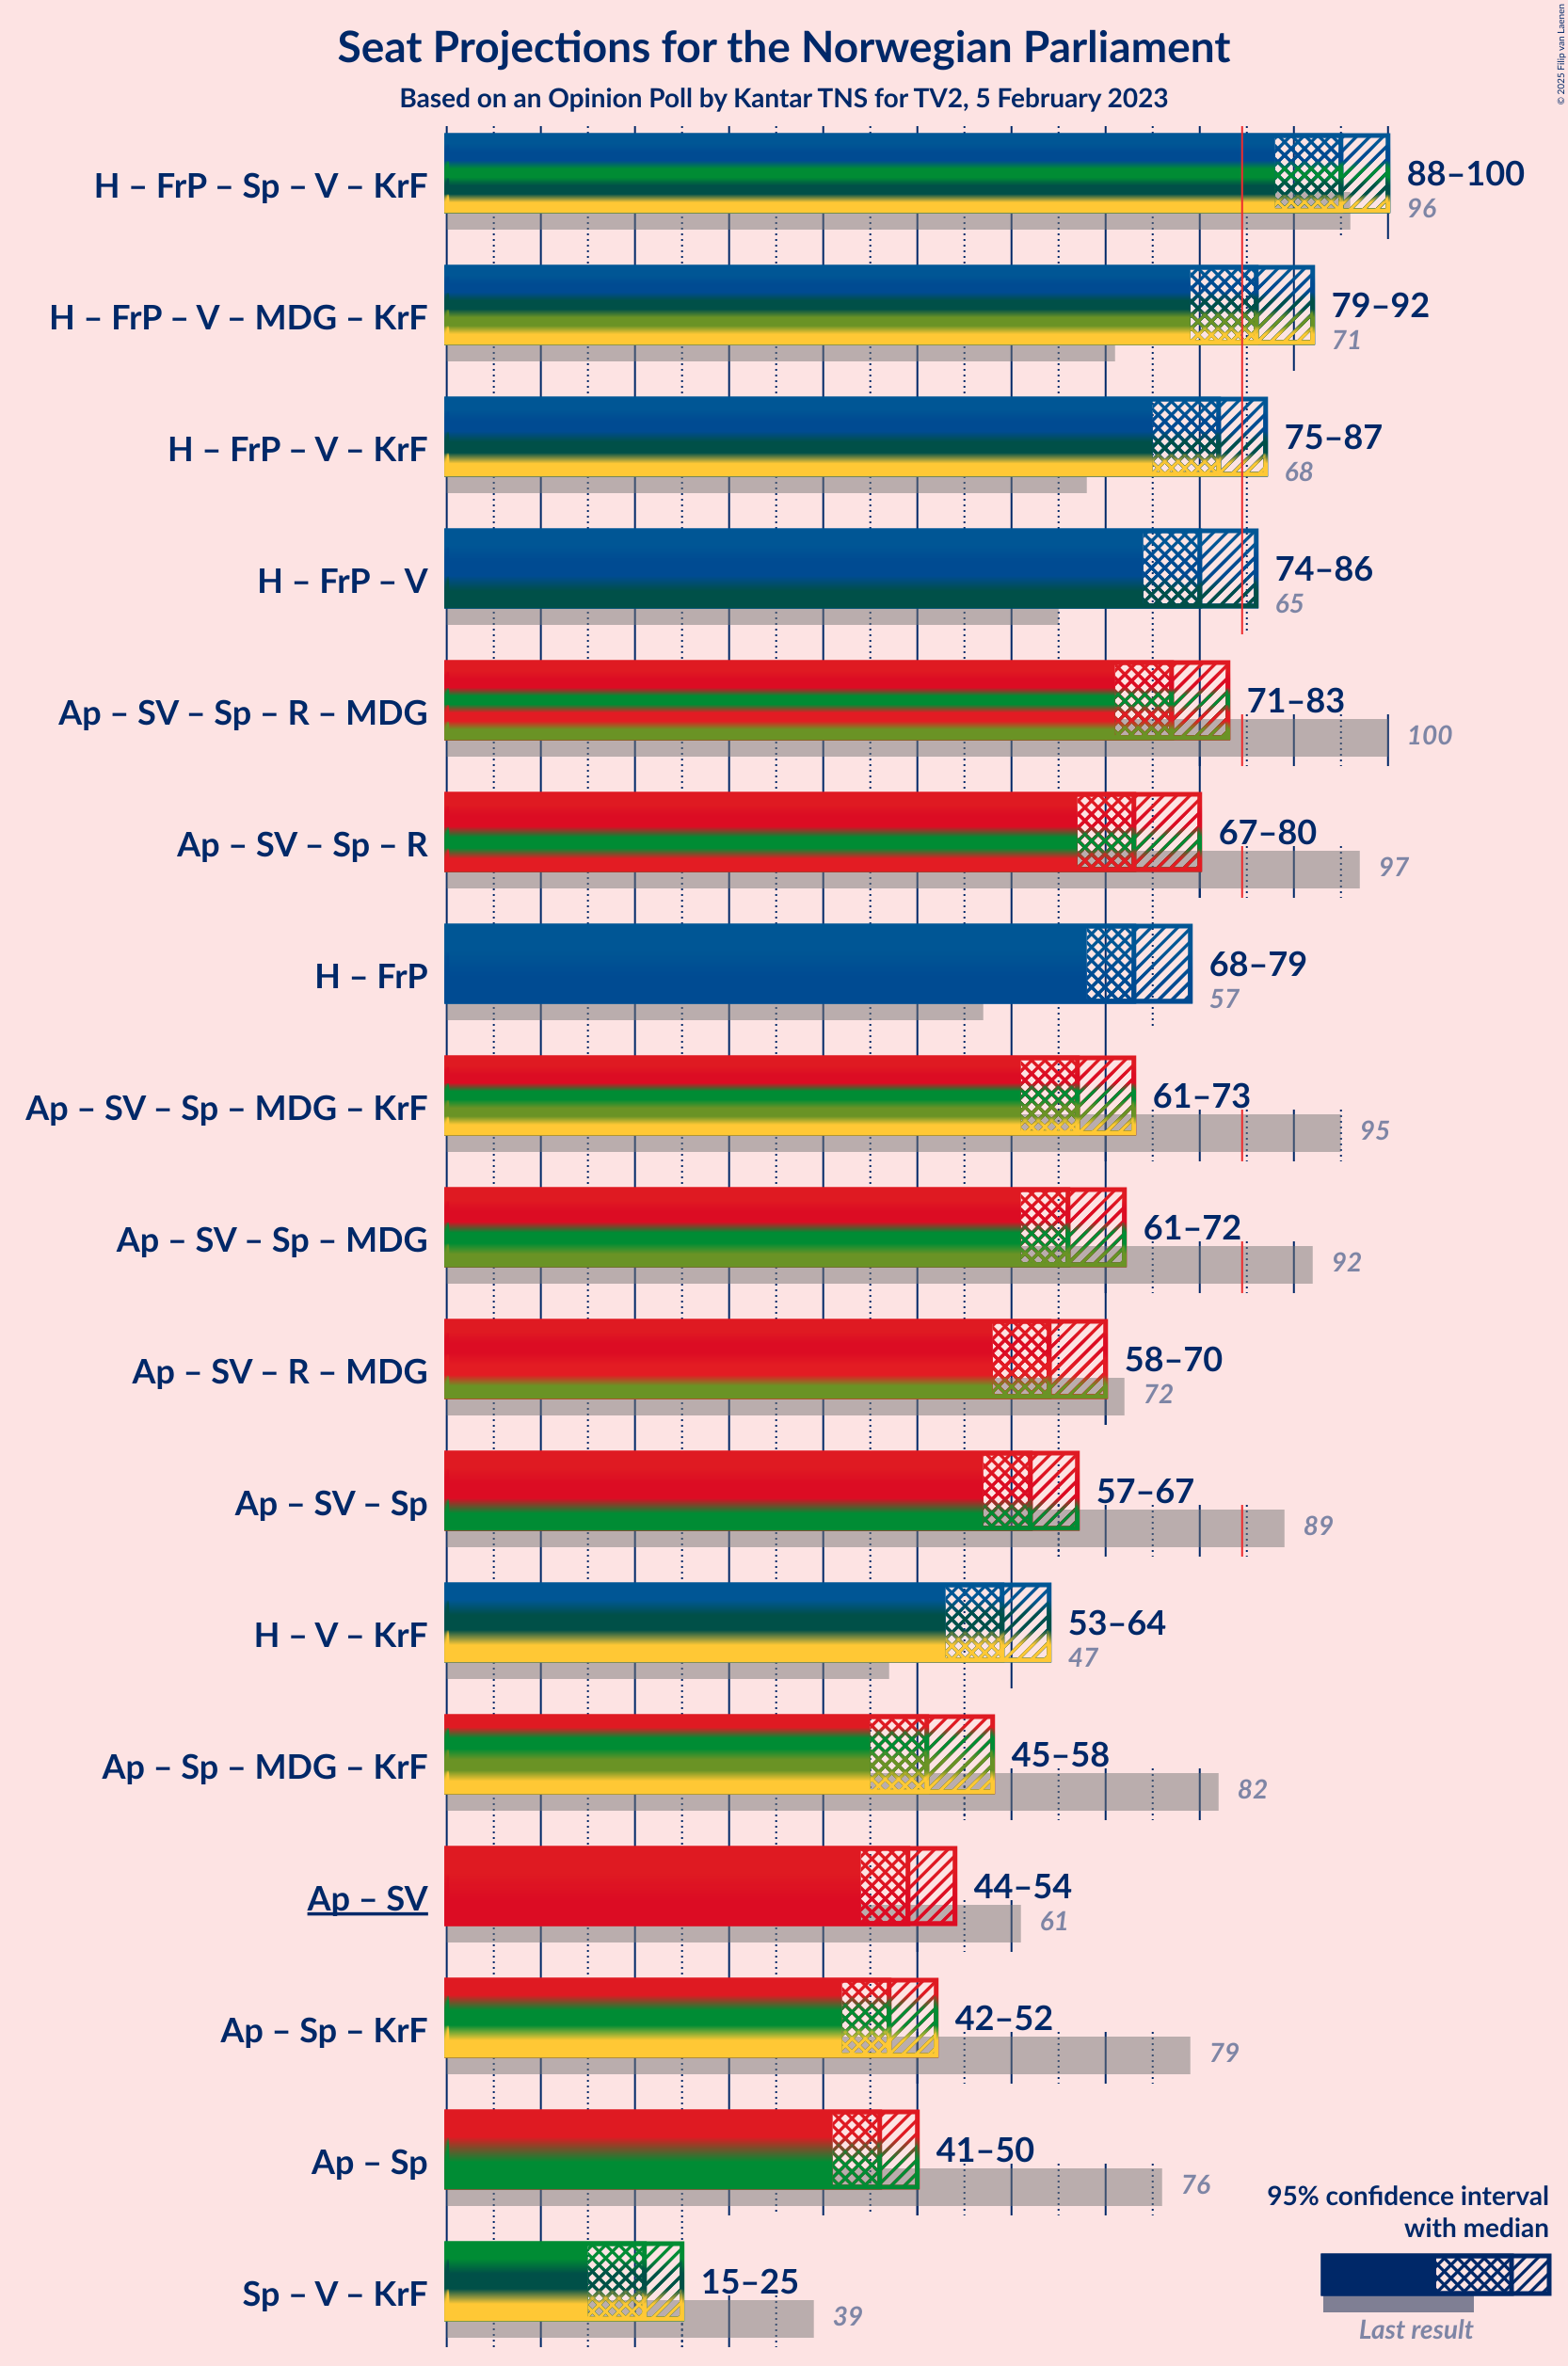 Seat Projections for the Norwegian Parliament
Based on an Opinion Poll by Kantar TNS for TV2, 5 February 2023
© 2025 Filip van Laenen
H – FrP – Sp – V – KrF
88–100
96
H – FrP – V – MDG – KrF
79–92
71
H – FrP – V – KrF
75–87
68
H – FrP – V
74–86
65
Ap – SV – Sp – R – MDG
71–83
100
Ap – SV – Sp – R
67–80
97
H – FrP
68–79
57
Ap – SV – Sp – MDG – KrF
61–73
95
Ap – SV – Sp – MDG
61–72
92
Ap – SV – R – MDG
58–70
72
Ap – SV – Sp
57–67
89
H – V – KrF
53–64
47
Ap – Sp – MDG – KrF
45–58
82
Ap – SV
44–54
61
Ap – Sp – KrF
42–52
79
Ap – Sp
41–50
76
Sp – V – KrF
15–25
39
95% confidence interval
with median
Last result